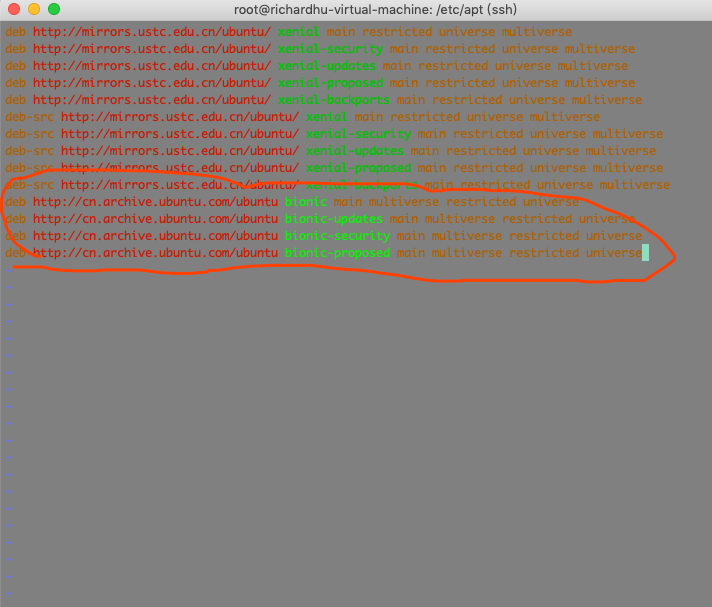 root@richardhu-virtual-machine: /etc/apt (ssh)
deb http://mirrors.ustc.edu.cn/ubuntu/ xenial main restricted universe multiverse
deb http://mirrors.ustc.edu.cn/ubuntu/ xenial-security main restricted universe multiverse
deb http://mirrors.ustc.edu.cn/ubuntu/ xenial-updates main restricted universe multiverse
deb http://mirrors.ustc.edu.cn/ubuntu/ xenial-proposed main restricted universe multiverse
deb http://mirrors.ustc.edu.cn/ubuntu/ xenial-backports main restricted universe multiverse
deb-src http://mirrors.ustc.edu.cn/ubuntu/ xenial main restricted universe multiverse
deb-src http://mirrors.ustc.edu.cn/ubuntu/ xenial-security main restricted universe multiverse
deb-src http://mirrors.ustc.edu.cn/ubuntu/ xenial-updates main restricted universe multiverse
deb-src http://mirrors.ustc.edu.cn/ubuntu/ xenial-proposed main restricted universe multiverse
deb-src http://mirrors.ustc.edu.cn/ubuntu/ xenial-backports main restricted universe multiverse
deb http://cn.archive.ubuntu.com/ubuntu bionic main multiverse restricted universe
deb http://cn.archive.ubuntu.com/ubuntu bionic-updates main multiverse restricted universe
deb http://cn.archive.ubuntu.com/ubuntu bionic-security main multiverse restricted universe
deb http://cn.archive.ubuntu.com/ubuntu bionic-proposed main multiverse restricted universe